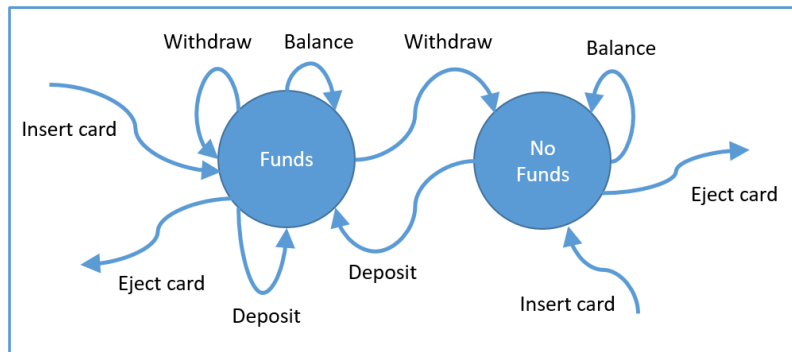 Withdraw
Balance
Withdraw
Balance
Insert card
Funds
No
Funds
Eject card
Eject card
Deposit
Deposit
Insert card